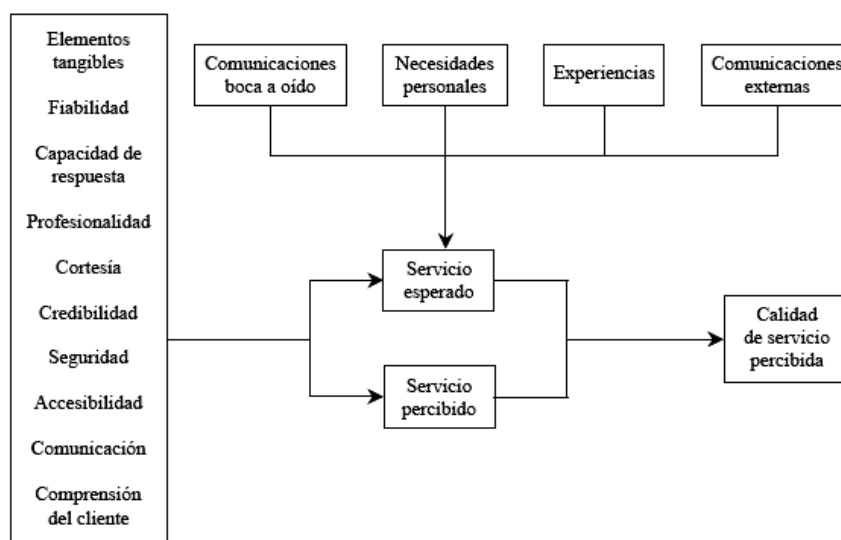 Elementos
tangibles
Fiabilidad
Capacidad de
respuesta
Profesionalidad
Cortesía
Credibilidad
Seguridad
Accesibilidad
Comunicación
Comprensión
del cliente
Comunicaciones
boca a oído
Necesidades
personales
Experiencias
Comunicaciones
externas
Servicio
esperado
Servicio
percibido
Calidad
de servicio
percibida